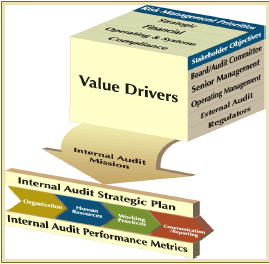 Risk Management Priorities
Strategic
Financial
Operating & Systems
Compliance
Stakeholder Objectives
Board/Audit Committee
Senior Management
Operating Management
External Audit
Regulators
Value Drivers
Internal Audit
Mission
Internal Audit Strategic Plan
Organization
Human
Resources
Working
Practices
Communication
/Reporting
Internal Audit Performance Metrics